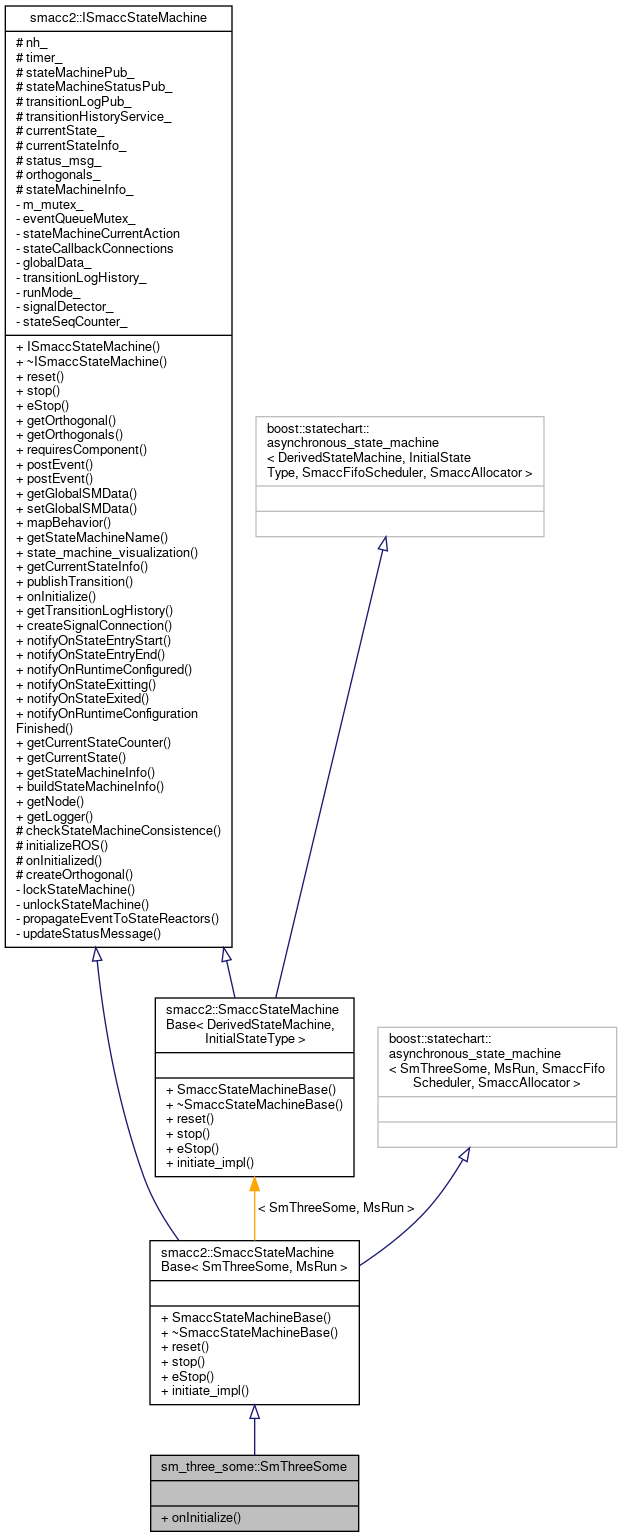 smacc2::ISmaccStateMachine
# nh_
# timer_
# stateMachinePub_
# stateMachineStatusPub_
# transitionLogPub_
# transitionHistoryService_
# currentState_
# currentStateInfo_
# status_msg_
# orthogonals_
# stateMachineInfo_
- m_mutex_
- eventQueueMutex_
- stateMachineCurrentAction
- stateCallbackConnections
- globalData_
- transitionLogHistory_
- runMode_
- signalDetector_
- stateSeqCounter_
+ ISmaccStateMachine()
+ ~ISmaccStateMachine()
+ reset()
+ stop()
+ eStop()
+ getOrthogonal()
+ getOrthogonals()
+ requiresComponent()
+ postEvent()
+ postEvent()
+ getGlobalSMData()
+ setGlobalSMData()
+ mapBehavior()
+ getStateMachineName()
+ state_machine_visualization()
+ getCurrentStateInfo()
+ publishTransition()
+ onInitialize()
+ getTransitionLogHistory()
+ createSignalConnection()
+ notifyOnStateEntryStart()
+ notifyOnStateEntryEnd()
+ notifyOnRuntimeConfigured()
+ notifyOnStateExitting()
+ notifyOnStateExited()
+ notifyOnRuntimeConfiguration
Finished()
+ getCurrentStateCounter()
+ getCurrentState()
+ getStateMachineInfo()
+ buildStateMachineInfo()
+ getNode()
+ getLogger()
# checkStateMachineConsistence()
# initializeROS()
# onInitialized()
# createOrthogonal()
- lockStateMachine()
- unlockStateMachine()
- propagateEventToStateReactors()
- updateStatusMessage()
boost::statechart::
asynchronous_state_machine
< DerivedStateMachine, InitialState
Type, SmaccFifoScheduler, SmaccAllocator >
smacc2::SmaccStateMachine
Base< DerivedStateMachine,
InitialStateType >
+ SmaccStateMachineBase()
+ ~SmaccStateMachineBase()
+ reset()
+ stop()
+ eStop()
+ initiate_impl()
boost::statechart::
asynchronous_state_machine
< SmThreeSome, MsRun, SmaccFifo
Scheduler, SmaccAllocator >
< SmThreeSome, MsRun >
smacc2::SmaccStateMachine
Base< SmThreeSome, MsRun >
+ SmaccStateMachineBase()
+ ~SmaccStateMachineBase()
+ reset()
+ stop()
+ eStop()
+ initiate_impl()
sm_three_some::SmThreeSome
+ onInitialize()